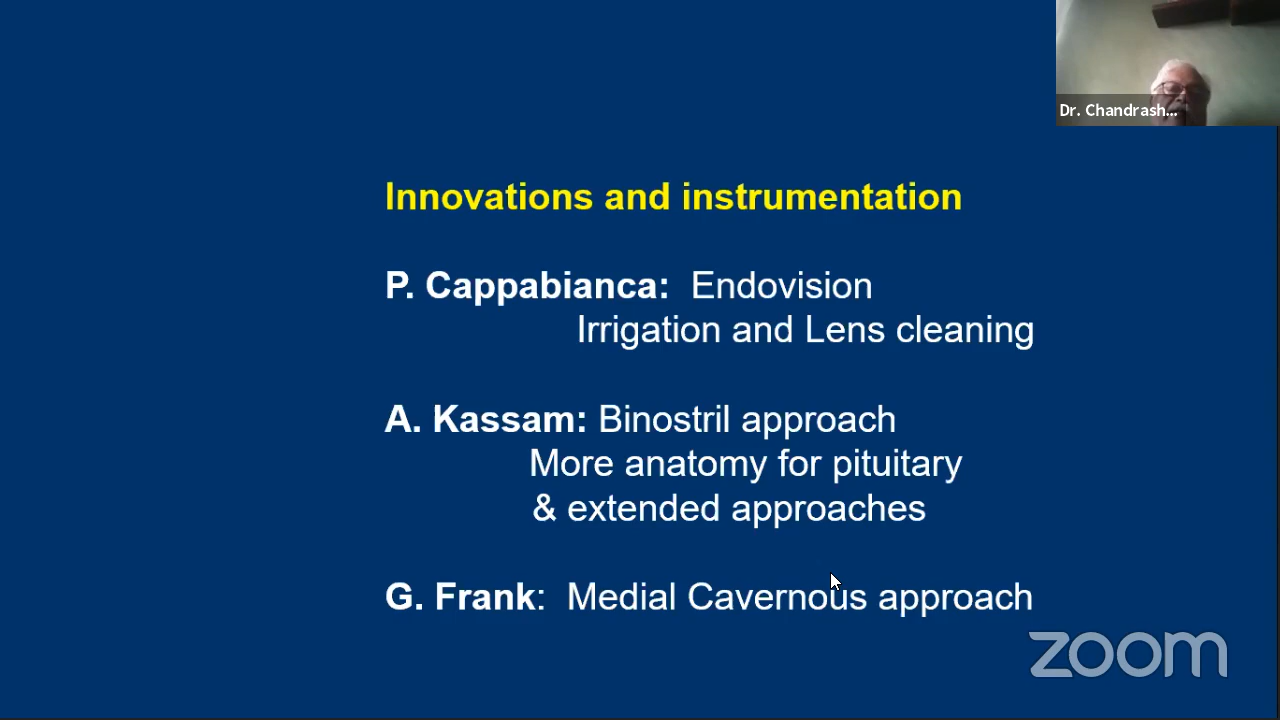 Dr. Chandrash...
Innovations and instrumentation
P. Cappabianca: Endovision
Irrigation and Lens cleaning
A. Kassam: Binostril approach
More anatomy for pituitary
& extended approaches
G. Frank: Medial Cavernous approach
zoom